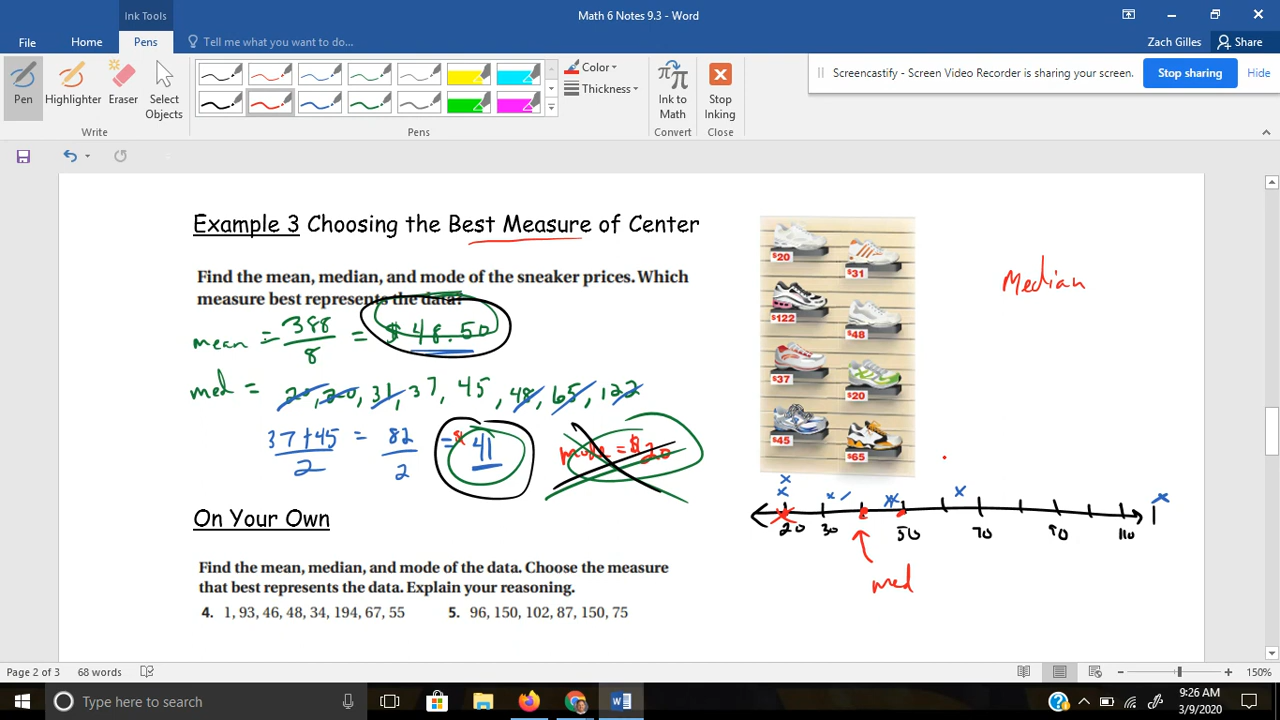 Ink Tools
Math 6 Notes 9.3 - Word
File
Home
Pens
Tell me what you want to do...
Zach Gilles
Share
Screencastify - Screen Video Recorder is sharing your screen.
Stop sharing
Hide
Pen
Highlighter
Eraser
Select Objects
Color
Thickness
Ink to Math
Stop Inking
Write
Pens
Convert
Close
Example 3 Choosing the Best Measure of Center
Find the mean, median, and mode of the sneaker prices. Which
measure best represents the data?
mean = 388/8 = $48.50
med = 20, 20, 31, 37, 45, 48, 65, 122
37+45/2 = 82/2 = $41
mode = $20
$20
$31
$122
$48
$37
$20
$45
$65
Median
20 30 50 70 90 110
med
On Your Own
Find the mean, median, and mode of the data. Choose the measure
that best represents the data. Explain your reasoning.
4. 1, 93, 46, 48, 34, 194, 67, 55
5. 96, 150, 102, 87, 150, 75
Page 2 of 3
68 words
150%
Type here to search
9:26 AM
3/9/2020